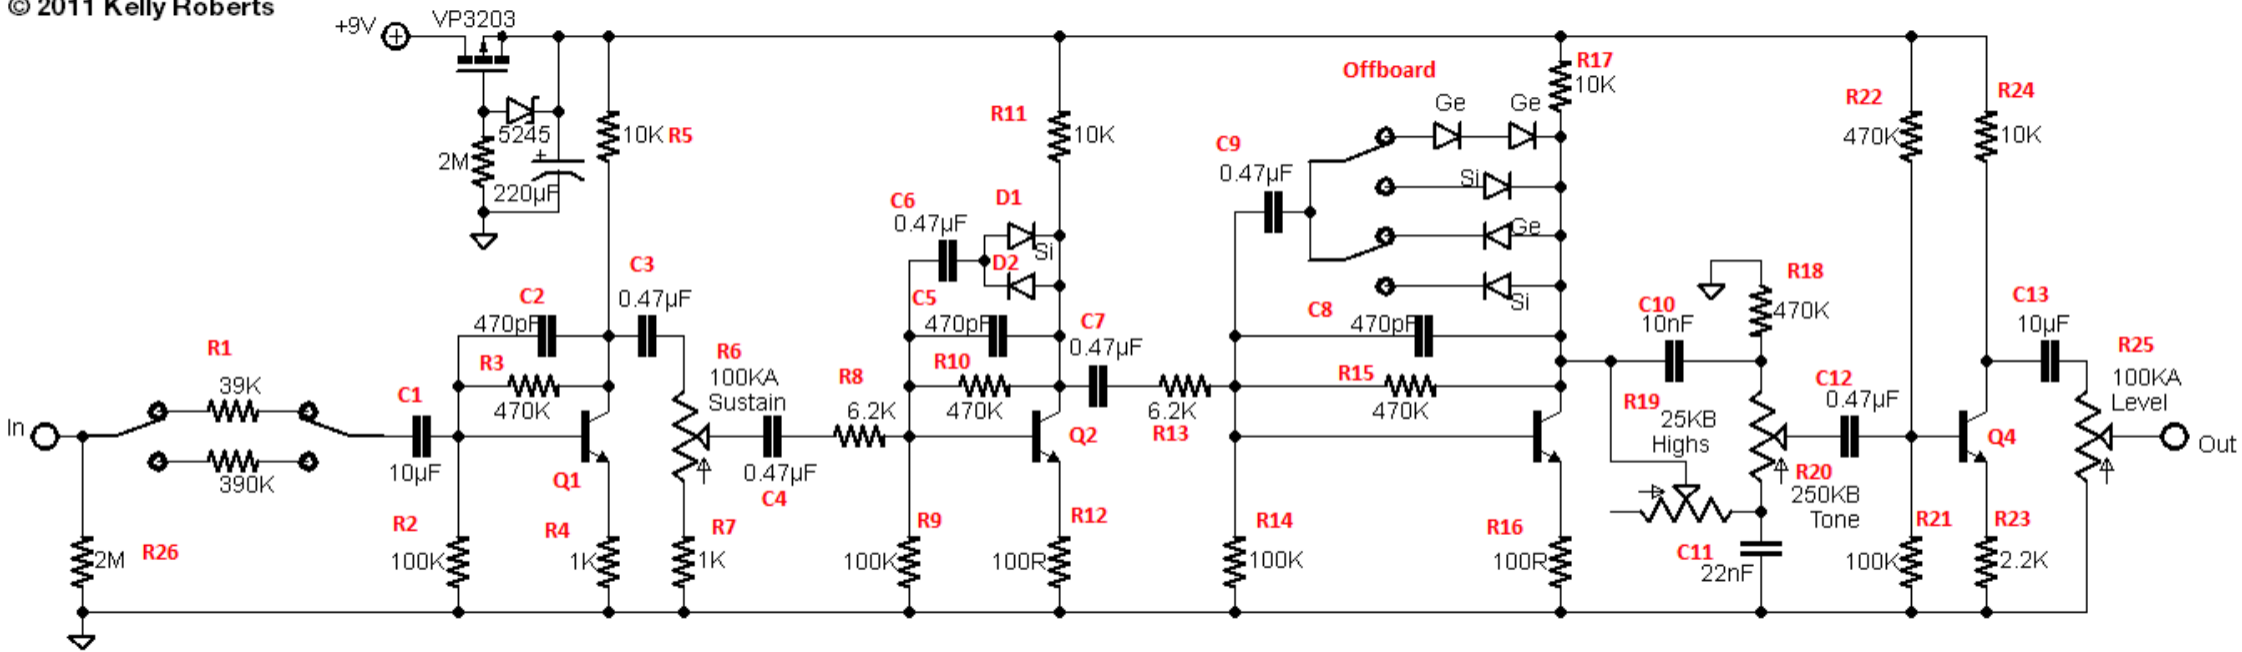 © 2011 Kelly Roberts
+9V
VP3203
5245
2M
+
220µF
10K R5
R11
10K
Offboard
R17
10K
Ge
Ge
Si
Ge
Si
C9
0.47µF
R22
470K
R24
10K
C6
0.47µF
D1
Si
D2
C3
0.47µF
C2
470pF
R3
470K
C5
470pF
R10
470K
C7
0.47µF
C8
470pF
R15
470K
C10
10nF
R18
470K
C13
10µF
R1
39K
390K
C1
10µF
In
R6
100KA
Sustain
R8
6.2K
6.2K
R13
R19
25KB
Highs
C12
0.47µF
R25
100KA
Level
Out
Q1
0.47µF
C4
Q2
R20
250KB
Tone
Q4
R26
2M
R2
100K
R4
1K
R7
1K
R9
100K
R12
100R
R14
100K
R16
100R
C11
22nF
R21
100K
R23
2.2K